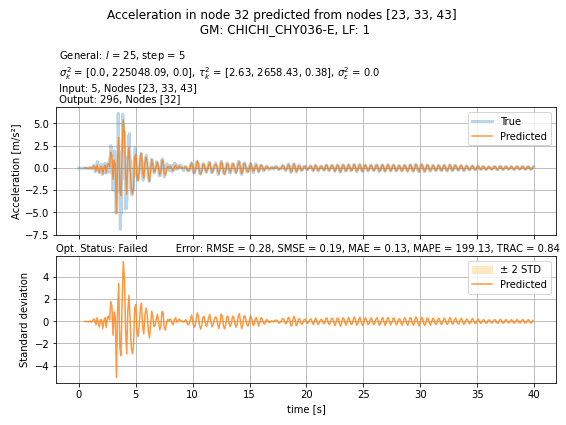 Acceleration in node 32 predicted from nodes [23, 33, 43]
GM: CHICHI_CHY036-E, LF: 1
General: l = 25, step = 5
σ²ₖ = [0.0, 225048.09, 0.0], τ²ₖ = [2.63, 2658.43, 0.38], σ²ε = 0.0
Input: 5, Nodes [23, 33, 43]
Output: 296, Nodes [32]
Acceleration [m/s²]
5.0
2.5
0.0
−2.5
−5.0
−7.5
True
Predicted
Opt. Status: Failed Error: RMSE = 0.28, SMSE = 0.19, MAE = 0.13, MAPE = 199.13, TRAC = 0.84
Standard deviation
4
2
0
−2
−4
± 2 STD
Predicted
0 5 10 15 20 25 30 35 40
time [s]